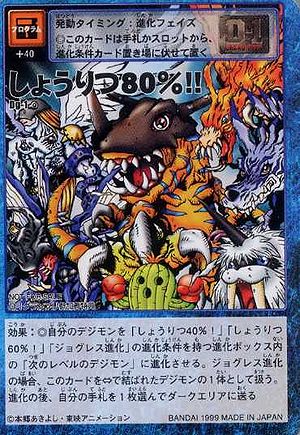 プログラム
+40
発動タイミング：進化フェイズ
◎このカードは手札かスロットから、
進化条件カード置き場に伏せて置く
しょうりつ80％!!
効果：◎自分のデジモンを「しょうりつ40％！」「しょうりつ
60％！」「ジョグレス進化」の進化条件を持つ進化ボックス内
の「次のレベルのデジモン」に進化させる。ジョグレス進化
の場合、このカードを⇔で結ばれたデジモンの1体として扱う。
進化の後、自分の手札を1枚選んでダークエリアに送る
©本郷あきよし・東映アニメーション
BANDAI 1999 MADE IN JAPAN